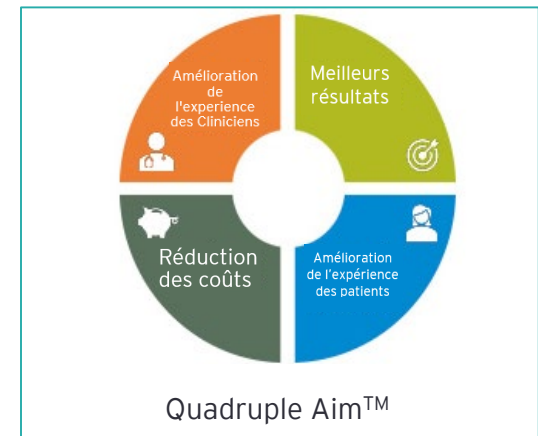 Amélioration
de
l'experience
des Cliniciens
Meilleurs
résultats
Réduction
des coûts
Amélioration
de l'expérience
des patients
Quadruple Aim™